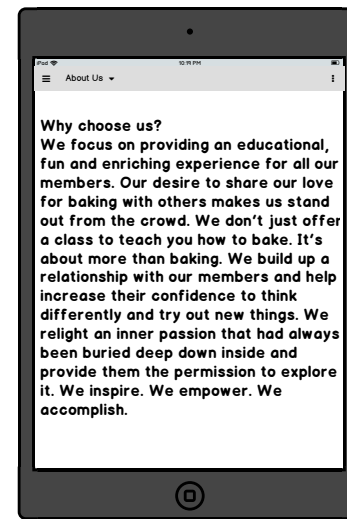 iPad 10:19 PM
About Us
Why choose us?
We focus on providing an educational,
fun and enriching experience for all our
members. Our desire to share our love
for baking with others makes us stand
out from the crowd. We don't just offer
a class to teach you how to bake. It's
about more than baking. We build up a
relationship with our members and help
increase their confidence to think
differently and try out new things. We
relight an inner passion that had always
been buried deep down inside and
provide them the permission to explore
it. We inspire. We empower. We
accomplish.